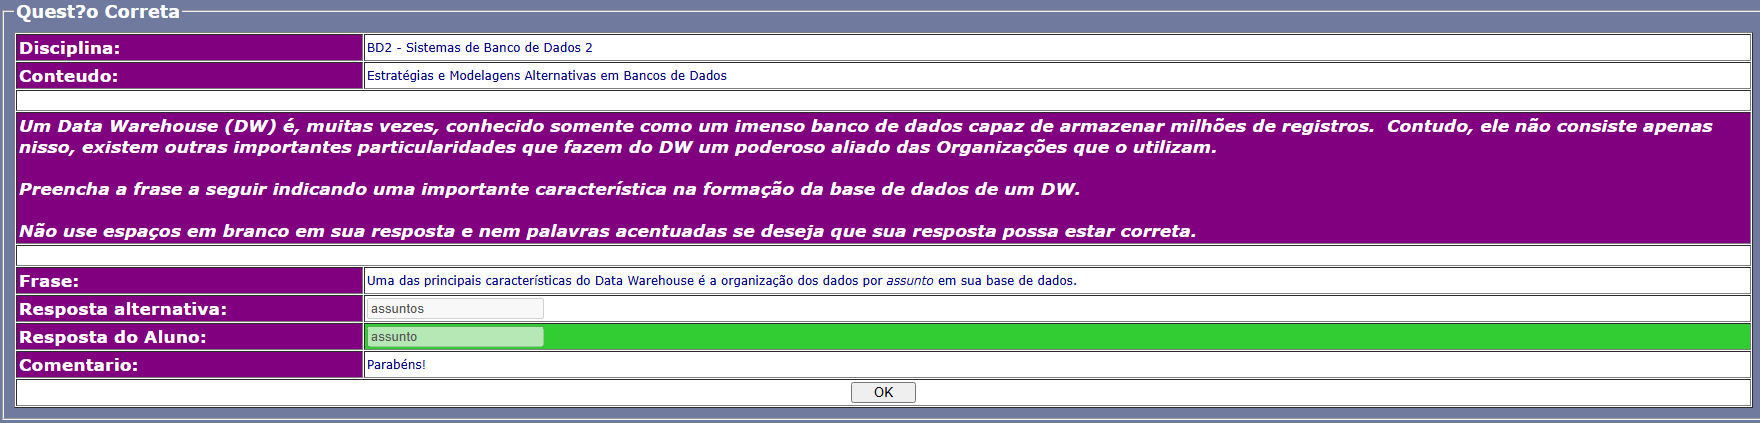 Quest?o Correta
Disciplina: BD2 - Sistemas de Banco de Dados 2
Conteudo: Estratégias e Modelagens Alternativas em Bancos de Dados
Um Data Warehouse (DW) é, muitas vezes, conhecido somente como um imenso banco de dados capaz de armazenar milhões de registros.  Contudo, ele não consiste apenas
nisso, existem outras importantes particularidades que fazem do DW um poderoso aliado das Organizações que o utilizam.
Preencha a frase a seguir indicando uma importante característica na formação da base de dados de um DW.
Não use espaços em branco em sua resposta e nem palavras acentuadas se deseja que sua resposta possa estar correta.
Frase: Uma das principais características do Data Warehouse é a organização dos dados por assunto em sua base de dados.
Resposta alternativa: assuntos
Resposta do Aluno: assunto
Comentario: Parabéns!
OK